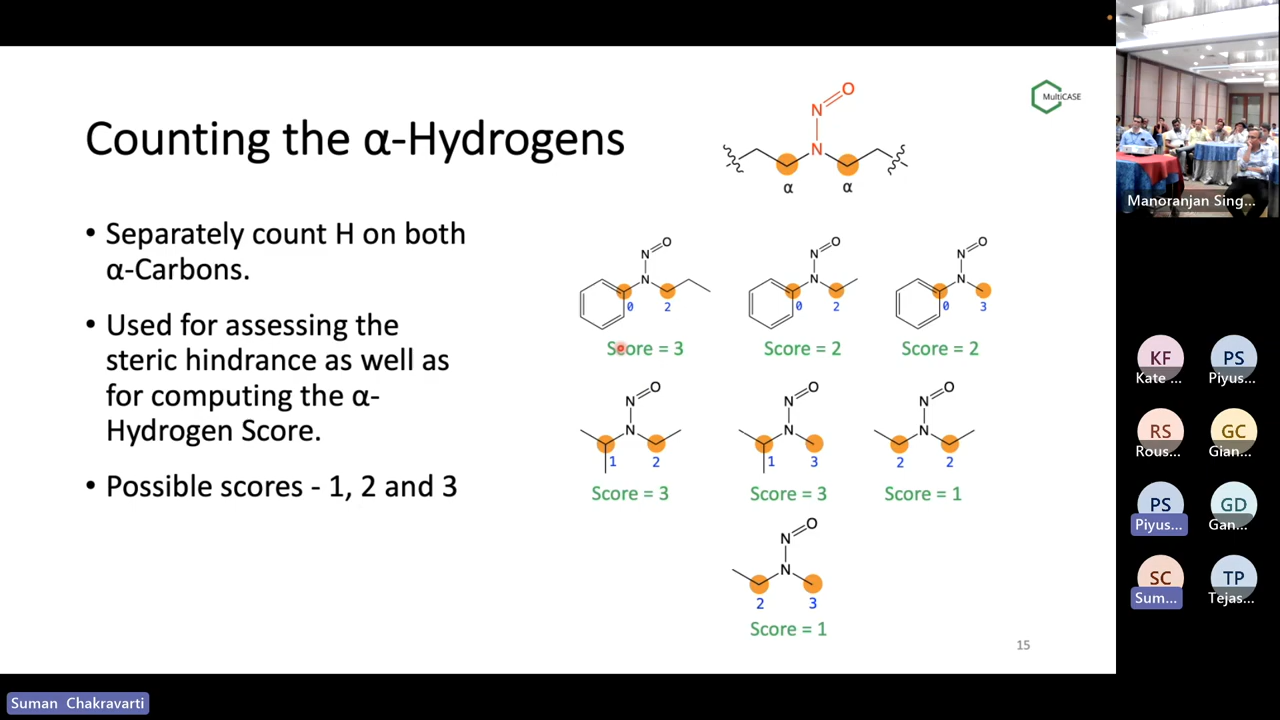 Counting the α-Hydrogens
• Separately count H on both
α-Carbons.
• Used for assessing the
steric hindrance as well as
for computing the α-
Hydrogen Score.
• Possible scores - 1, 2 and 3
MultiCASE
O
N
N
α α
O
N
N
0 2
Score = 3
O
N
N
0 2
Score = 2
O
N
N
0 3
Score = 2
O
N
N
1 2
Score = 3
O
N
N
1 3
Score = 3
O
N
N
2 2
Score = 1
O
N
N
2 3
Score = 1
15
Manoranjan Sing...
KF PS
Kate ... Piyus...
RS GC
Rous... Gian...
PS GD
Piyus... Gan...
SC TP
Sum... Tejas...
Suman Chakravarti